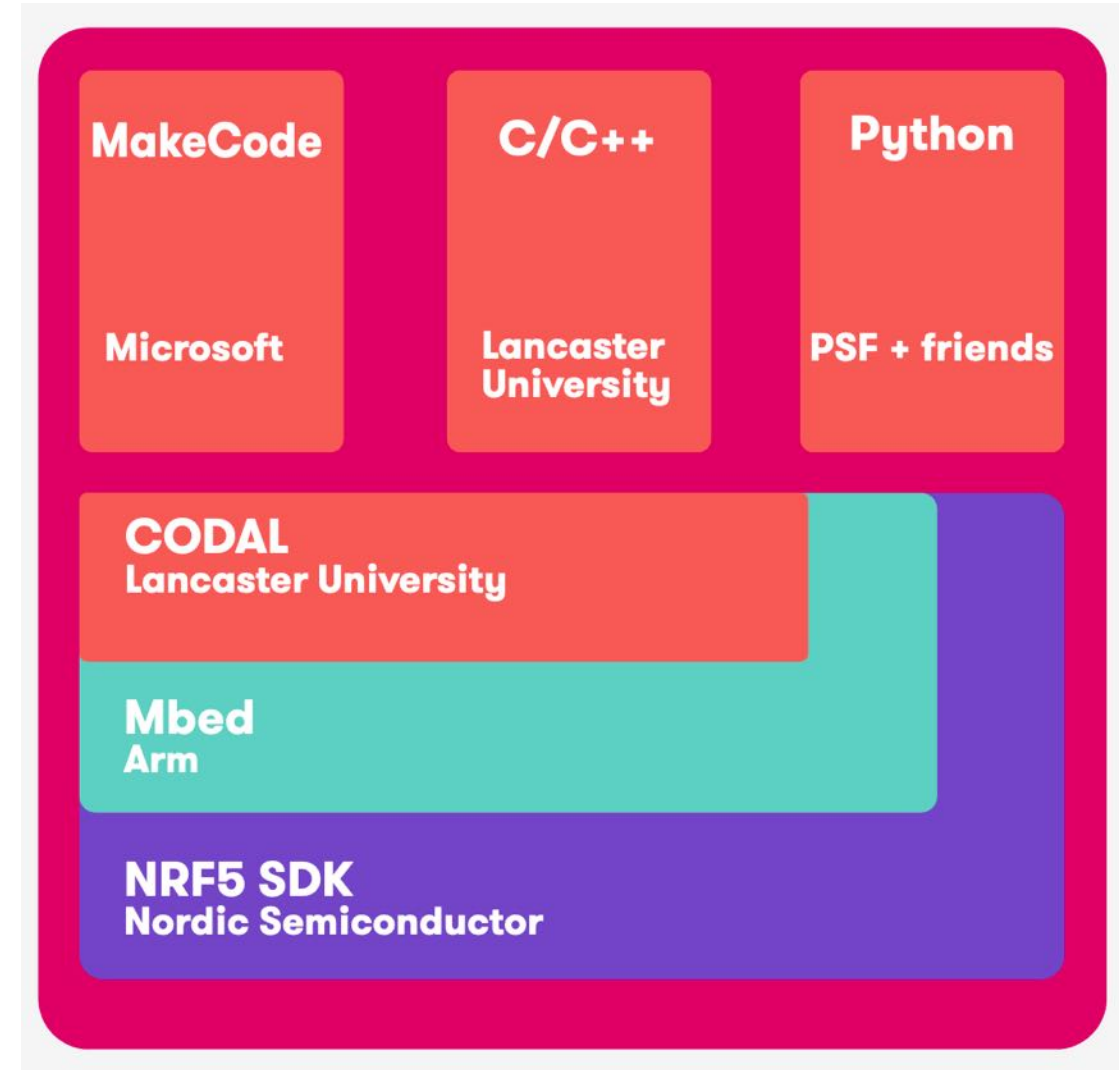 MakeCode
Microsoft
C/C++
Lancaster
University
Python
PSF + friends
CODAL
Lancaster University
Mbed
Arm
NRF5 SDK
Nordic Semiconductor